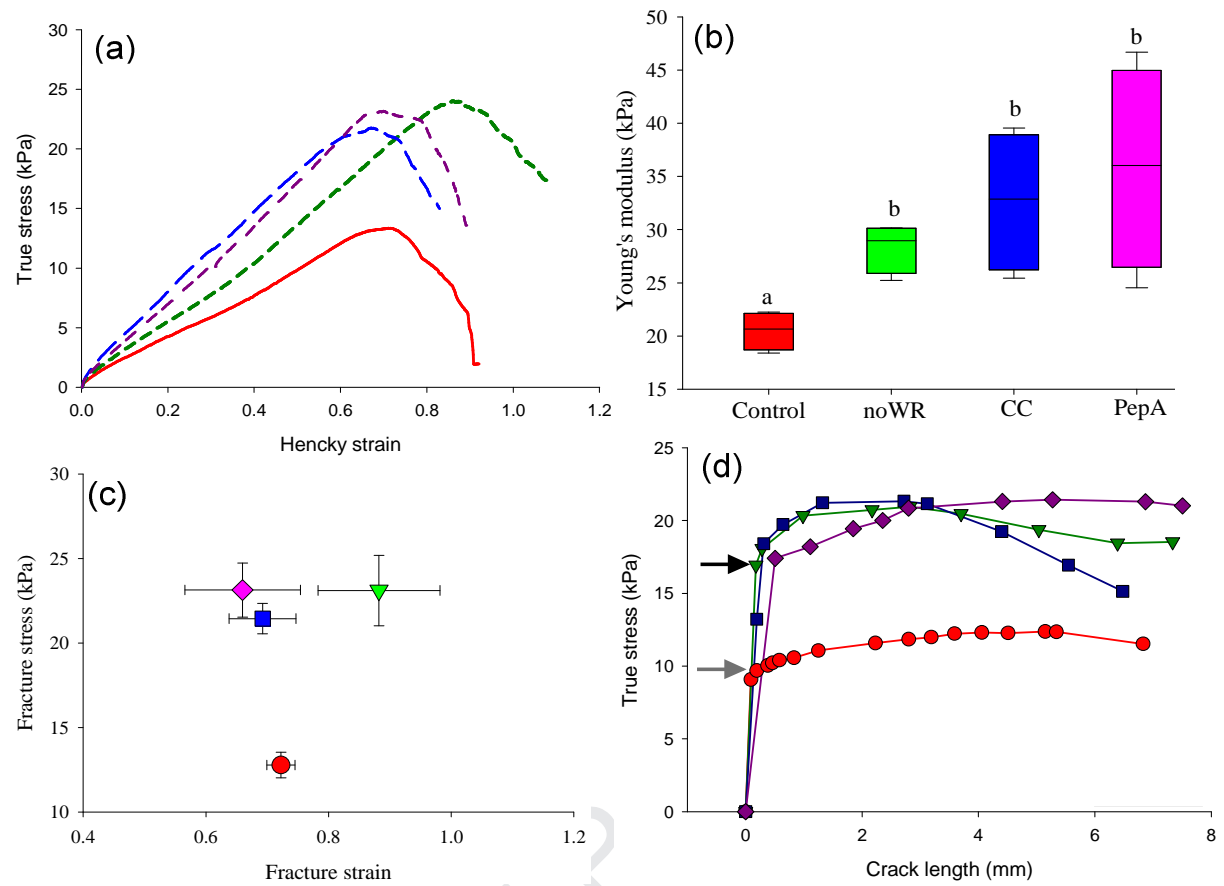 (a)
30
25
20
15
10
5
0
True stress (kPa)
0.0 0.2 0.4 0.6 0.8 1.0 1.2
Hencky strain
(b)
50
45
40
35
30
25
20
15
Young's modulus (kPa)
a
b
b
b
Control noWR CC PepA
(c)
30
25
20
15
10
Fracture stress (kPa)
0.4 0.6 0.8 1.0 1.2
Fracture strain
(d)
25
20
15
10
5
0
True stress (kPa)
0 2 4 6 8
Crack length (mm)